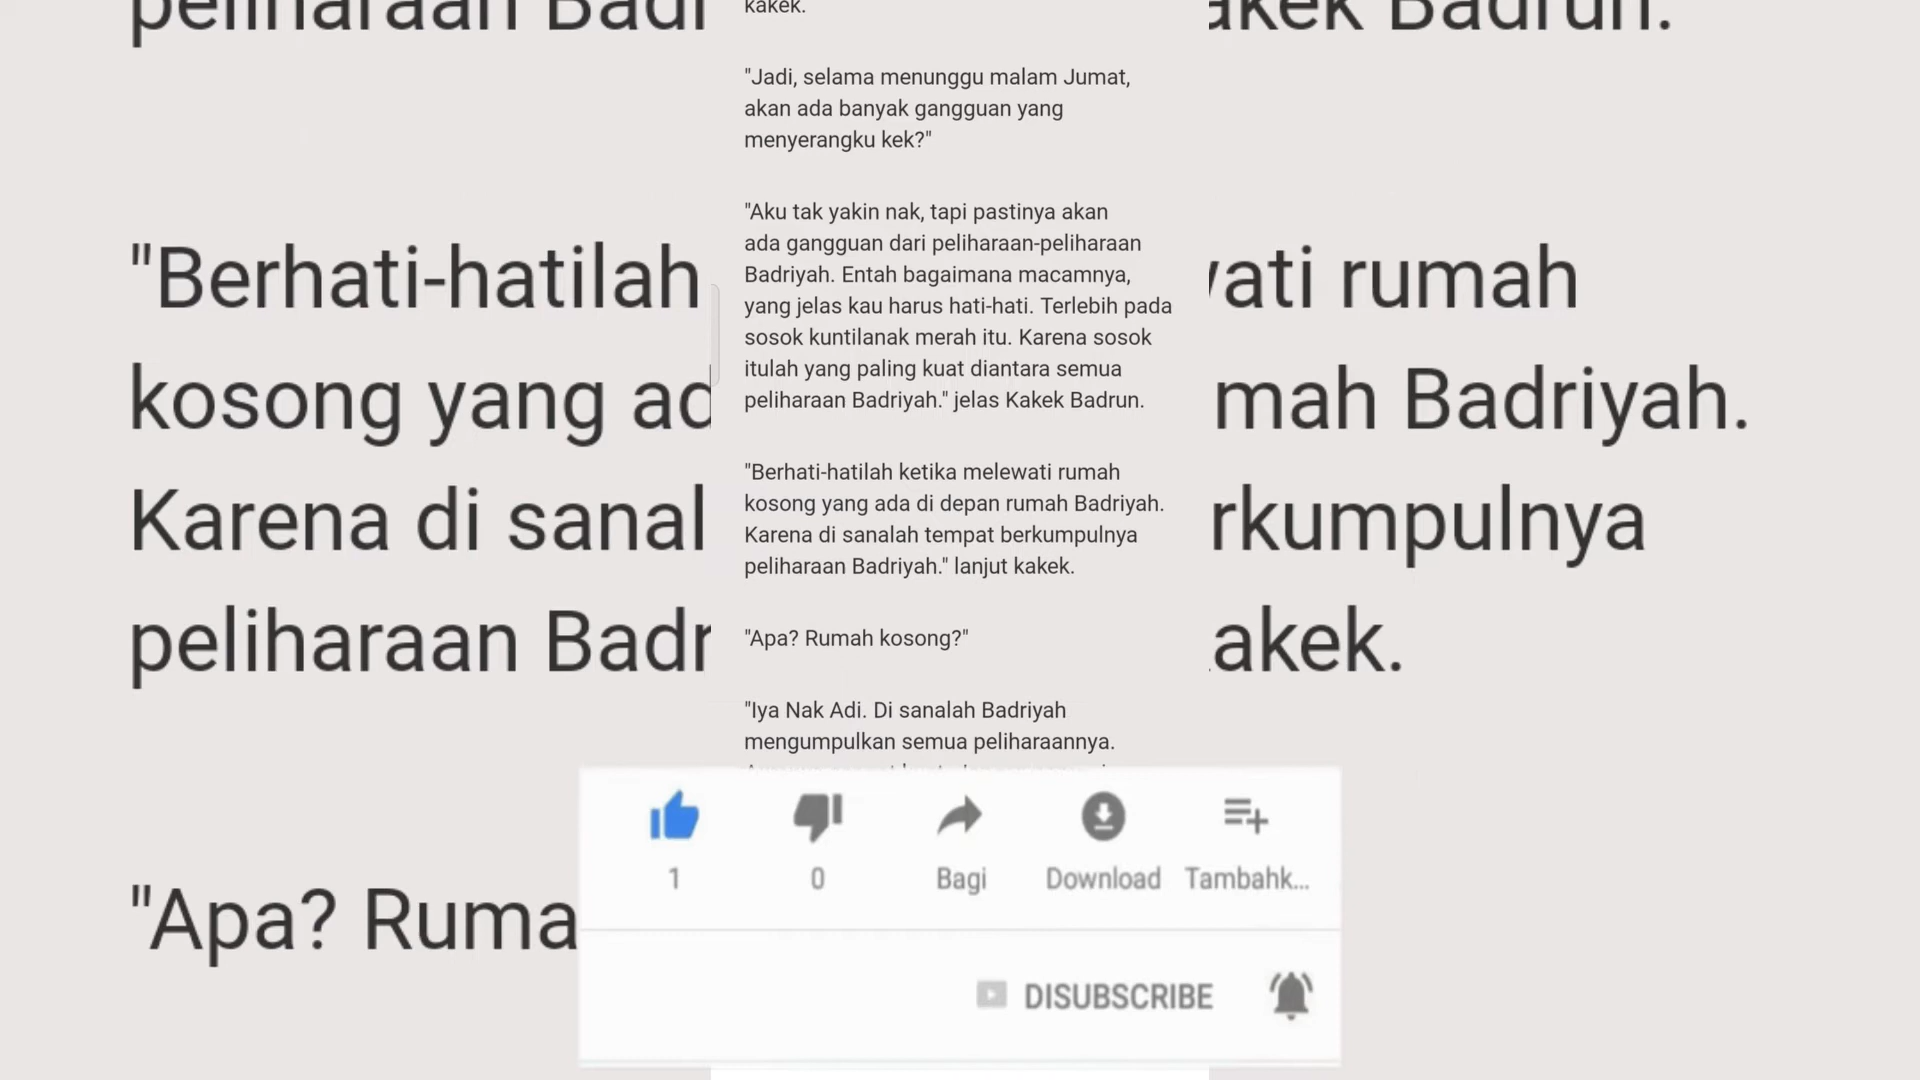 peliharaan Bad
akek Badrun.
"Berhati-hatilah
ati rumah
kosong yang ad
mah Badriyah.
Karena di sanal
rkumpulnya
peliharaan Badr
akek.
"Apa? Ruma
kakek.
"Jadi, selama menunggu malam Jumat,
akan ada banyak gangguan yang
menyerangku kek?"
"Aku tak yakin nak, tapi pastinya akan
ada gangguan dari peliharaan-peliharaan
Badriyah. Entah bagaimana macamnya,
yang jelas kau harus hati-hati. Terlebih pada
sosok kuntilanak merah itu. Karena sosok
itulah yang paling kuat diantara semua
peliharaan Badriyah." jelas Kakek Badrun.
"Berhati-hatilah ketika melewati rumah
kosong yang ada di depan rumah Badriyah.
Karena di sanalah tempat berkumpulnya
peliharaan Badriyah." lanjut kakek.
"Apa? Rumah kosong?"
"Iya Nak Adi. Di sanalah Badriyah
mengumpulkan semua peliharaannya.
1
0
Bagi
Download
Tambahk...
DISUBSCRIBE